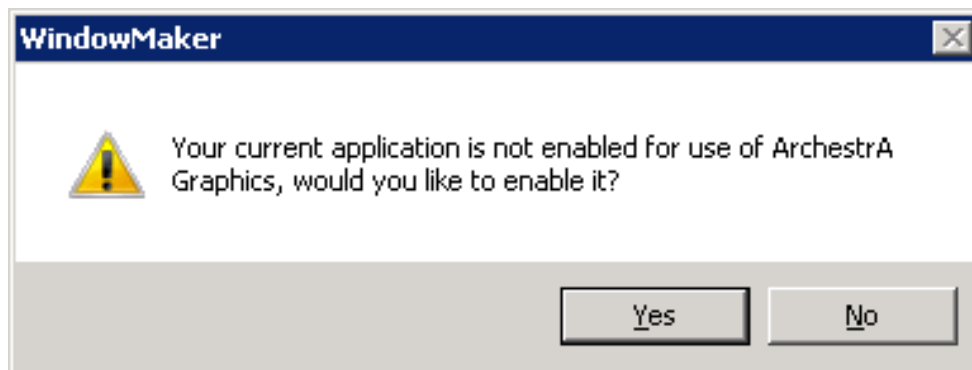 WindowMaker
Your current application is not enabled for use of ArchestrA
Graphics, would you like to enable it?
Yes
No